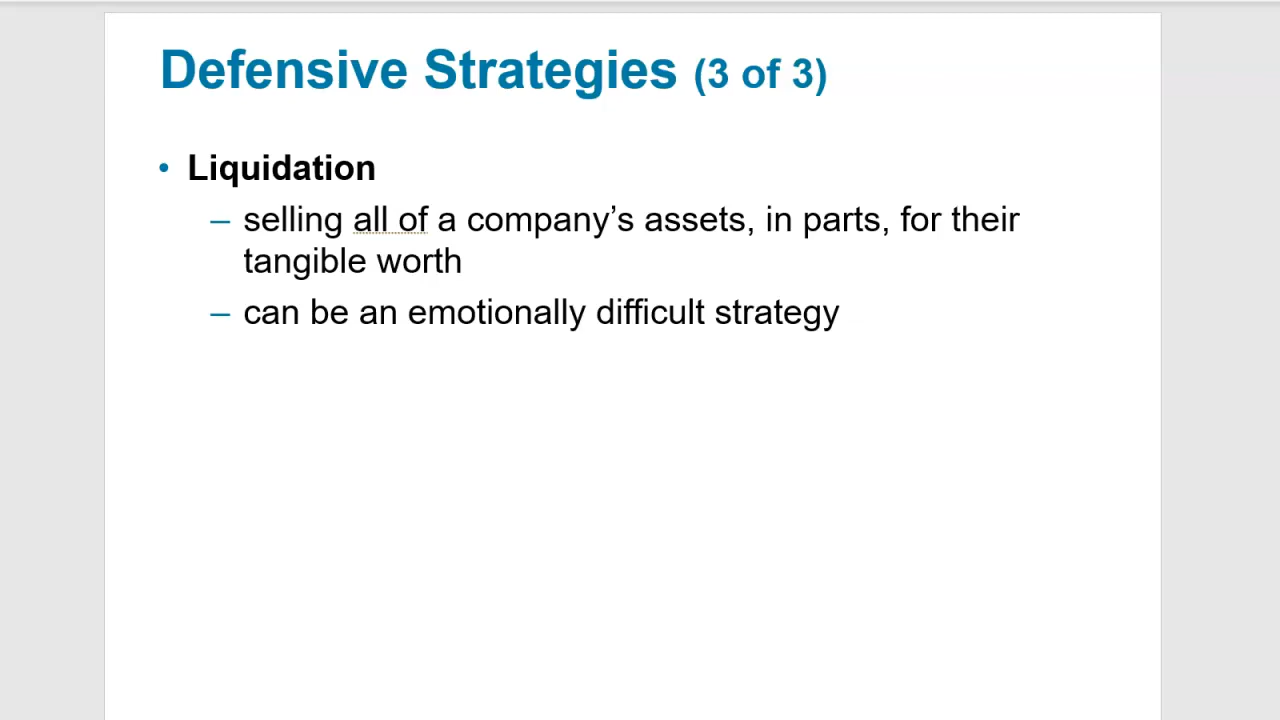 Defensive Strategies (3 of 3)
• Liquidation
– selling all of a company’s assets, in parts, for their
tangible worth
– can be an emotionally difficult strategy